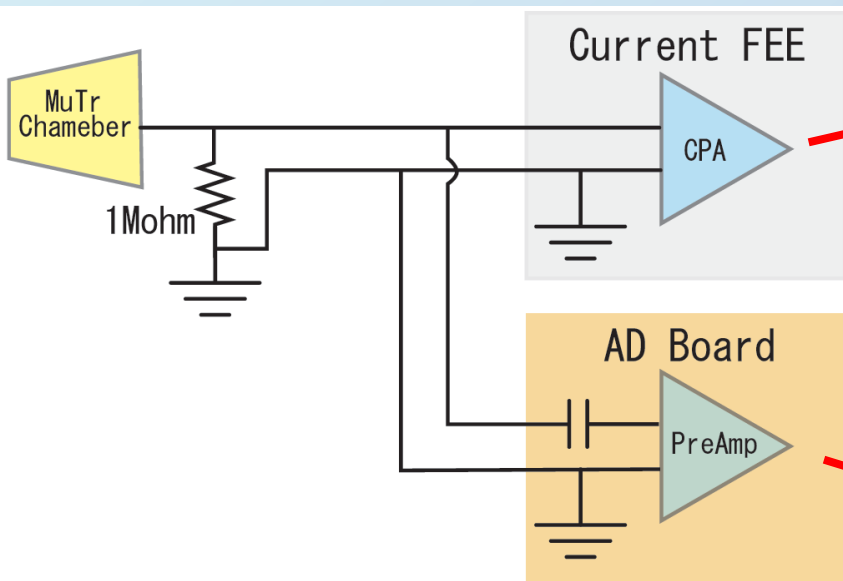 Current FEE
MuTr
Chameber
CPA
1Mohm
AD Board
PreAmp